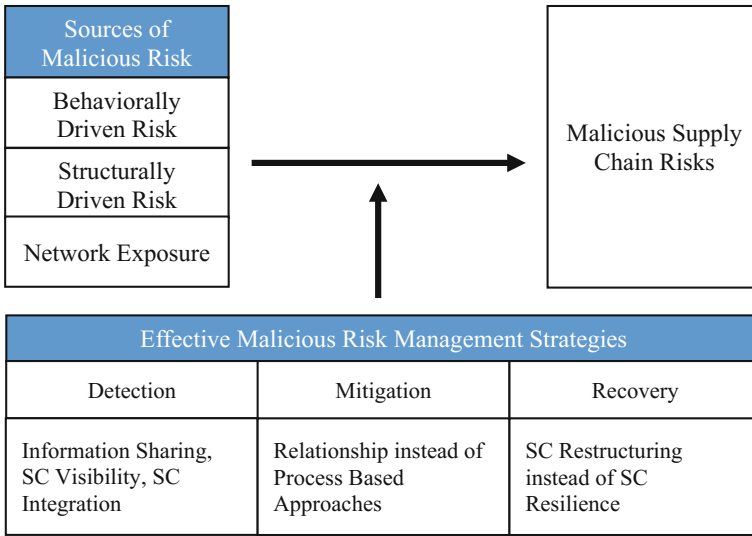 Sources of
Malicious Risk
Behaviorally
Driven Risk
Structurally
Driven Risk
Network Exposure
Malicious Supply
Chain Risks
Effective Malicious Risk Management Strategies
Detection
Mitigation
Recovery
Information Sharing,
SC Visibility, SC
Integration
Relationship instead of
Process Based
Approaches
SC Restructuring
instead of SC
Resilience